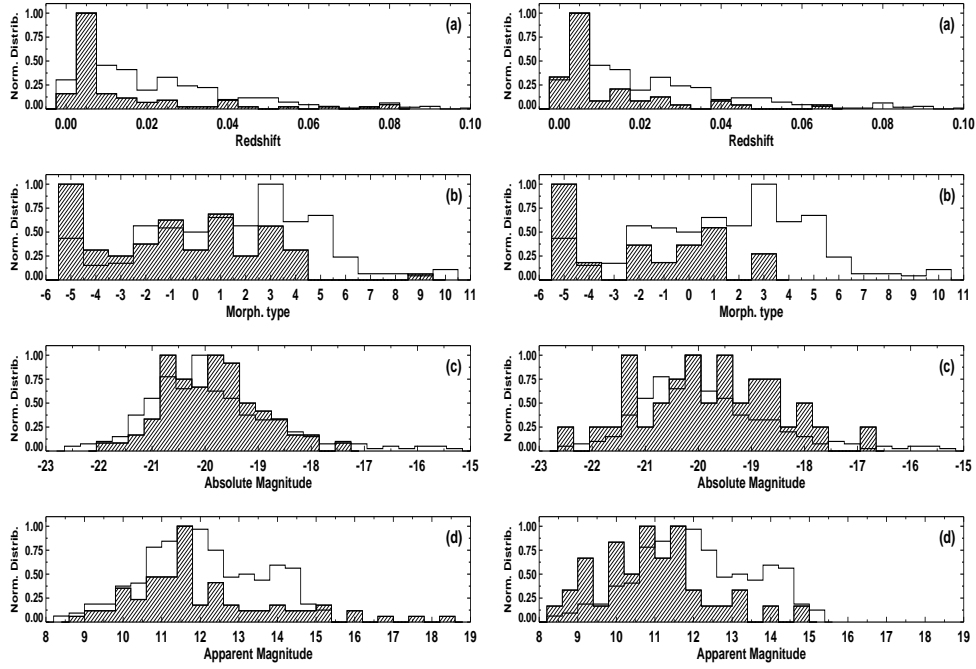 Norm. Distrib.
1.00
0.75
0.50
0.25
0.00
(a)
0.00 0.02 0.04 0.06 0.08 0.10
Redshift
Norm. Distrib.
1.00
0.75
0.50
0.25
0.00
(a)
0.00 0.02 0.04 0.06 0.08 0.10
Redshift
Norm. Distrib.
1.00
0.75
0.50
0.25
0.00
(b)
-6 -5 -4 -3 -2 -1 0 1 2 3 4 5 6 7 8 9 10 11
Morph. type
Norm. Distrib.
1.00
0.75
0.50
0.25
0.00
(b)
-6 -5 -4 -3 -2 -1 0 1 2 3 4 5 6 7 8 9 10 11
Morph. type
Norm. Distrib.
1.00
0.75
0.50
0.25
0.00
(c)
-23 -22 -21 -20 -19 -18 -17 -16 -15
Absolute Magnitude
Norm. Distrib.
1.00
0.75
0.50
0.25
0.00
(c)
-23 -22 -21 -20 -19 -18 -17 -16 -15
Absolute Magnitude
Norm. Distrib.
1.00
0.75
0.50
0.25
0.00
(d)
8 9 10 11 12 13 14 15 16 17 18 19
Apparent Magnitude
Norm. Distrib.
1.00
0.75
0.50
0.25
0.00
(d)
8 9 10 11 12 13 14 15 16 17 18 19
Apparent Magnitude